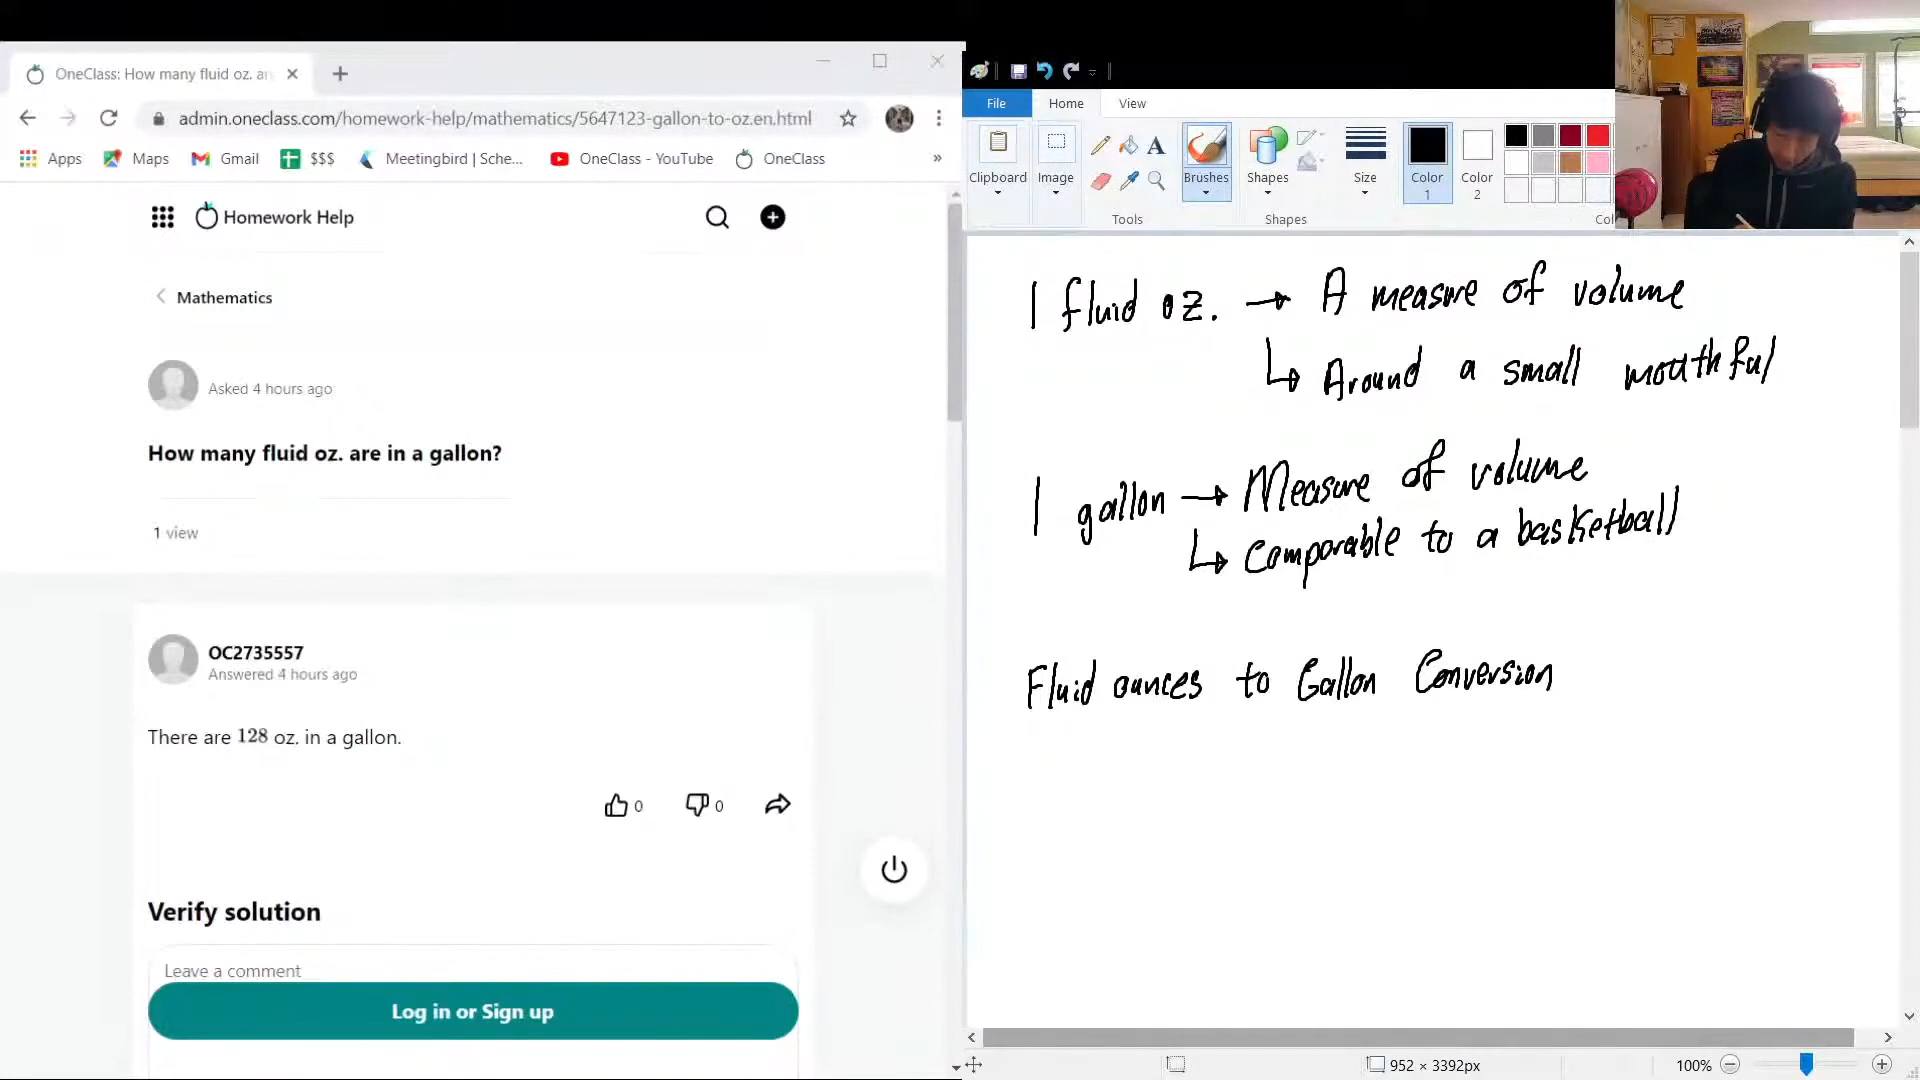 OneClass: How many fluid oz. ar
admin.oneclass.com/homework-help/mathematics/5647123-gallon-to-oz.en.html
Apps Maps Gmail $$$ Meetingbird | Sche... OneClass - YouTube OneClass »
Homework Help
Mathematics
Asked 4 hours ago
How many fluid oz. are in a gallon?
1 view
OC2735557
Answered 4 hours ago
There are 128 oz. in a gallon.
0 0
Verify solution
Leave a comment
Log in or Sign up
File Home View
Clipboard Image Brushes Shapes Size Color 1 Color 2
Tools Shapes Col
1 fluid oz. → A measure of volume
↳ Around a small mouthful
1 gallon → Measure of volume
↳ Comparable to a basketball
Fluid ounces to Gallon Conversion
952 × 3392px 100%